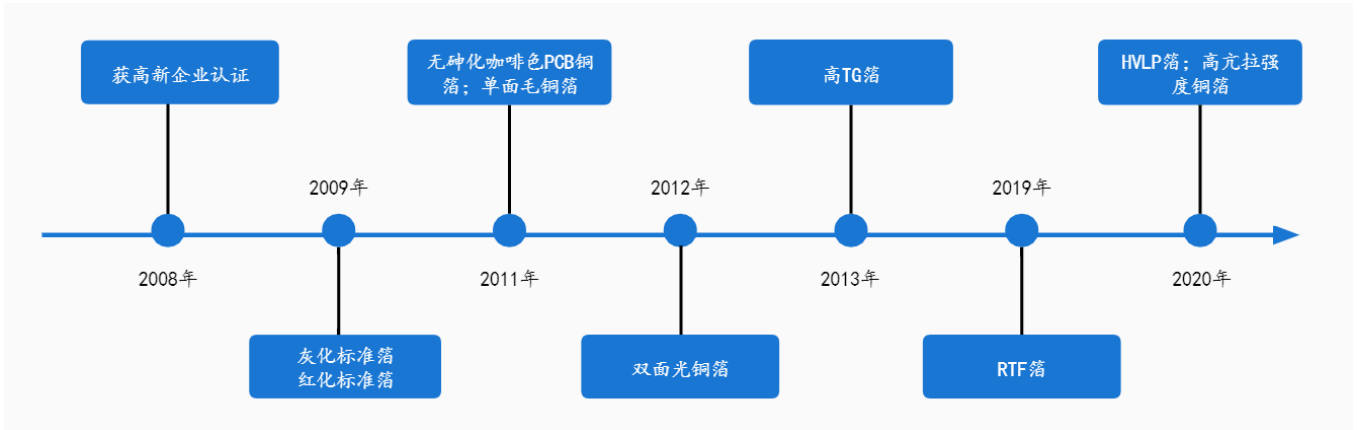 获高新企业认证
无砷化咖啡色PCB铜
箔；单面毛铜箔
高TG箔
HVLP箔；高亢拉强
度铜箔
2009年
2012年
2019年
2008年
2011年
2013年
2020年
灰化标准箔
红化标准箔
双面光铜箔
RTF箔